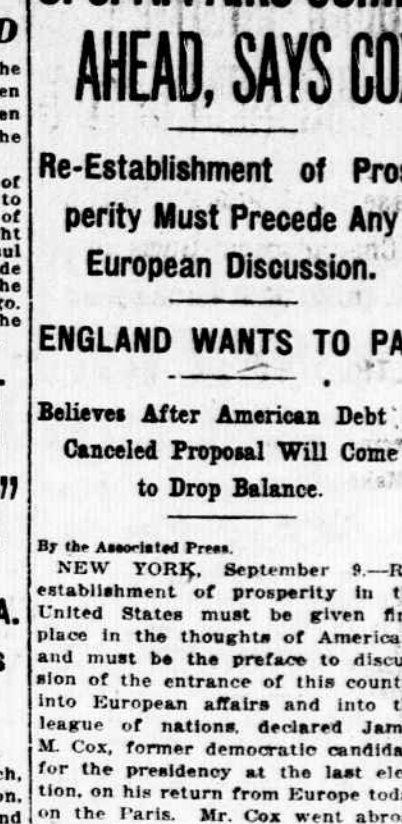 AHEAD, SAYS CO
Re-Establishment of Pros-
perity Must Precede Any
European Discussion.
ENGLAND WANTS TO PA
Believes After American Debt
Canceled Proposal Will Come
to Drop Balance.
By the Associated Press.
NEW YORK, September 9.—R
establishment of prosperity in t
United States must be given fir
place in the thoughts of America
and must be the preface to discu
sion of the entrance of this count
into European affairs and into t
league of nations, declared Jam
M. Cox, former democratic candida
for the presidency at the last ele
tion, on his return from Europe toda
on the Paris. Mr. Cox went abro